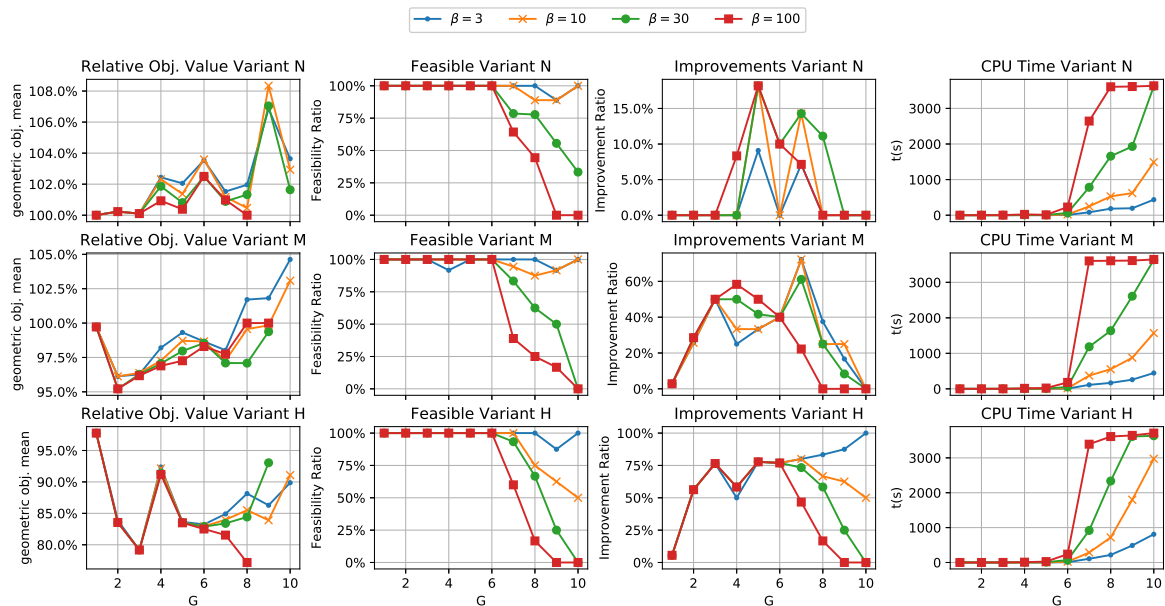 β = 3 β = 10 β = 30 β = 100
Relative Obj. Value Variant N
Feasible Variant N
Improvements Variant N
CPU Time Variant N
geometric obj. mean
108.0%
106.0%
104.0%
102.0%
100.0%
Feasibility Ratio
100%
75%
50%
25%
0%
Improvement Ratio
15.0%
10.0%
5.0%
0.0%
t(s)
3000
2000
1000
0
Relative Obj. Value Variant M
Feasible Variant M
Improvements Variant M
CPU Time Variant M
geometric obj. mean
105.0%
102.5%
100.0%
97.5%
95.0%
Feasibility Ratio
100%
75%
50%
25%
0%
Improvement Ratio
60%
40%
20%
0%
t(s)
3000
2000
1000
0
Relative Obj. Value Variant H
Feasible Variant H
Improvements Variant H
CPU Time Variant H
geometric obj. mean
95.0%
90.0%
85.0%
80.0%
Feasibility Ratio
100%
75%
50%
25%
0%
Improvement Ratio
100%
75%
50%
25%
0%
t(s)
3000
2000
1000
0
2 4 6 8 10
2 4 6 8 10
2 4 6 8 10
2 4 6 8 10
G
G
G
G